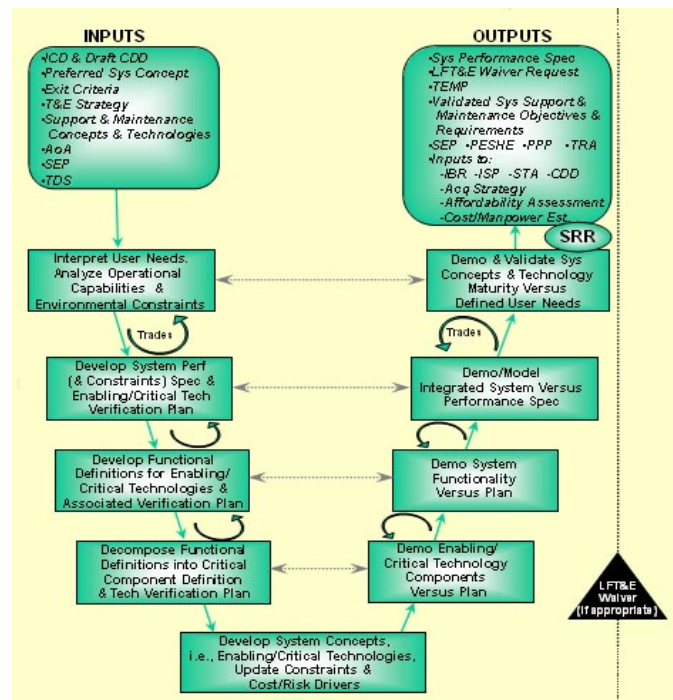 INPUTS
•ICD & Draft CDD
•Preferred Sys Concept
•Exit Criteria
•T&E Strategy
•Support & Maintenance
Concepts & Technologies
•AoA
•SEP
•TDS
OUTPUTS
•Sys Performance Spec
•LFT&E Waiver Request
•TEMP
•Validated Sys Support &
Maintenance Objectives &
Requirements
•SEP •PESHE •PPP •TRA
•Inputs to:
-IBR -ISP -STA -CDD
-Acq Strategy
-Affordability Assessment
-Cost/Manpower Est.
SRR
Interpret User Needs.
Analyze Operational
Capabilities &
Environmental Constraints
Demo & Validate Sys
Concepts & Technology
Maturity Versus
Defined User Needs
Trades
Trades
Develop System Perf
(& Constraints) Spec &
Enabling/Critical Tech
Verification Plan
Demo/Model
Integrated System Versus
Performance Spec
Develop Functional
Definitions for Enabling/
Critical Technologies &
Associated Verification Plan
Demo System
Functionality
Versus Plan
Decompose Functional
Definitions into Critical
Component Definition
& Tech Verification Plan
Demo Enabling/
Critical Technology
Components
Versus Plan
LFT&E
Waiver
(if appropriate)
Develop System Concepts,
i.e., Enabling/Critical Technologies,
Update Constraints &
Cost/Risk Drivers